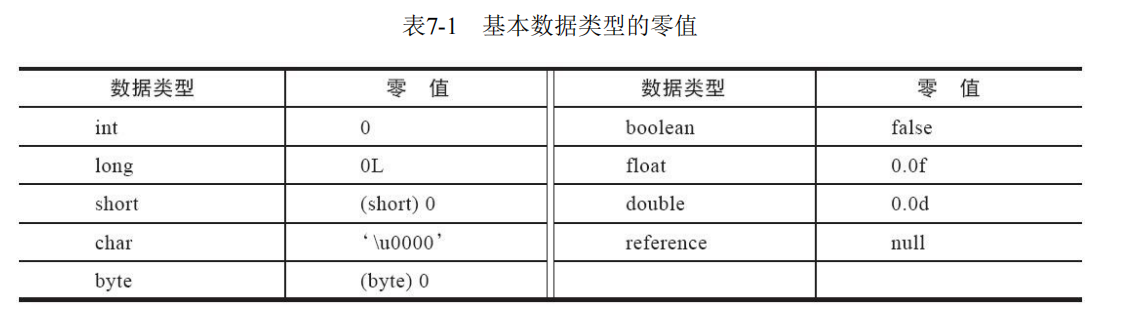 表7-1 基本数据类型的零值
数据类型 零 值 数据类型 零 值
int 0 boolean false
long 0L float 0.0f
short (short) 0 double 0.0d
char ‘\u0000’ reference null
byte (byte) 0